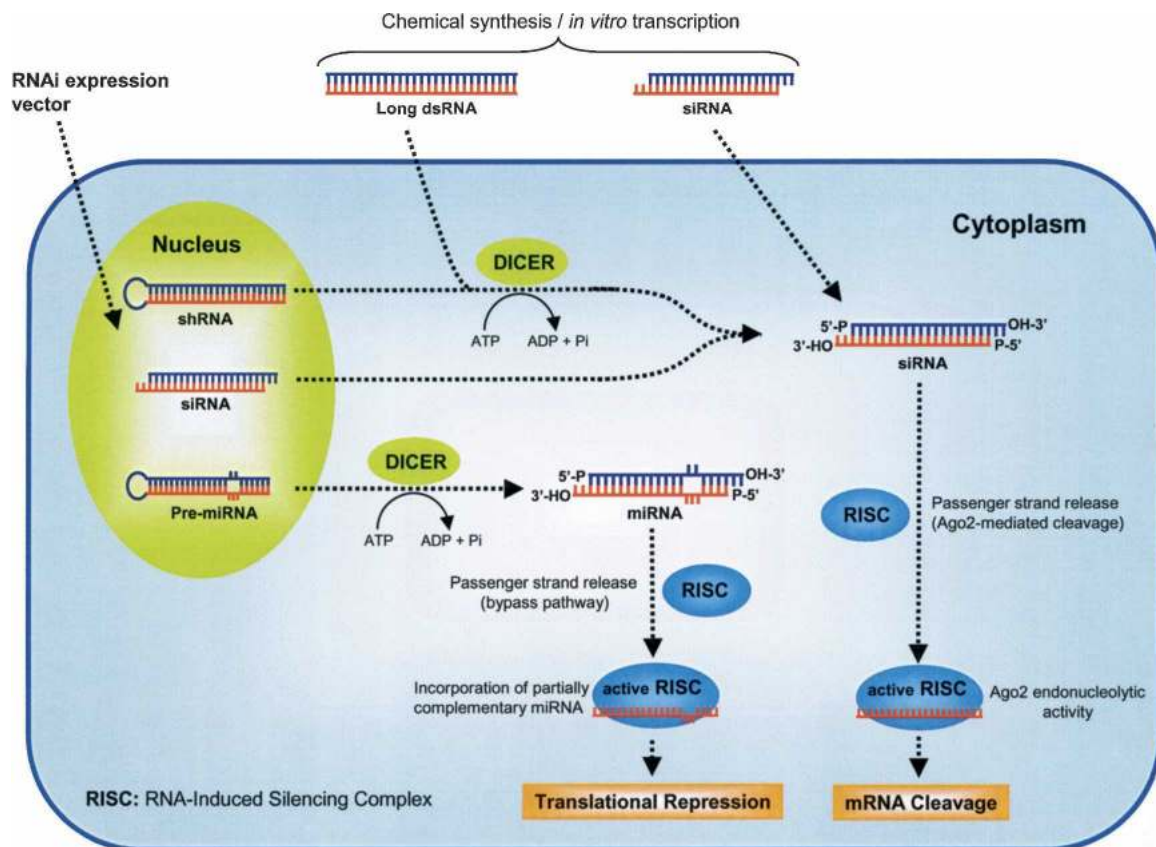 Chemical synthesis / in vitro transcription
RNAi expression
vector
Long dsRNA
siRNA
Nucleus
Cytoplasm
DICER
shRNA
ATP
ADP + Pi
5'-P
OH-3'
3'-HO
P-5'
siRNA
siRNA
DICER
Pre-miRNA
ATP
ADP + Pi
5'-P
OH-3'
3'-HO
P-5'
miRNA
RISC
Passenger strand release
(Ago2-mediated cleavage)
Passenger strand release
(bypass pathway)
RISC
Incorporation of partially
complementary miRNA
active RISC
active RISC
Ago2 endonucleolytic
activity
RISC: RNA-Induced Silencing Complex
Translational Repression
mRNA Cleavage